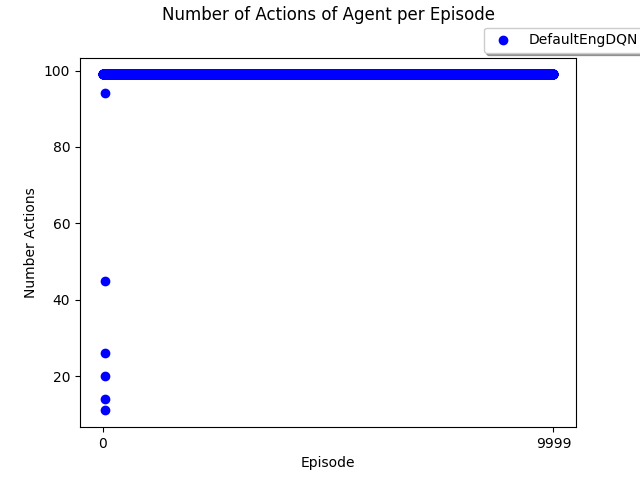 Number of Actions of Agent per Episode
DefaultEngDQN
100
80
60
40
20
Number Actions
0
9999
Episode